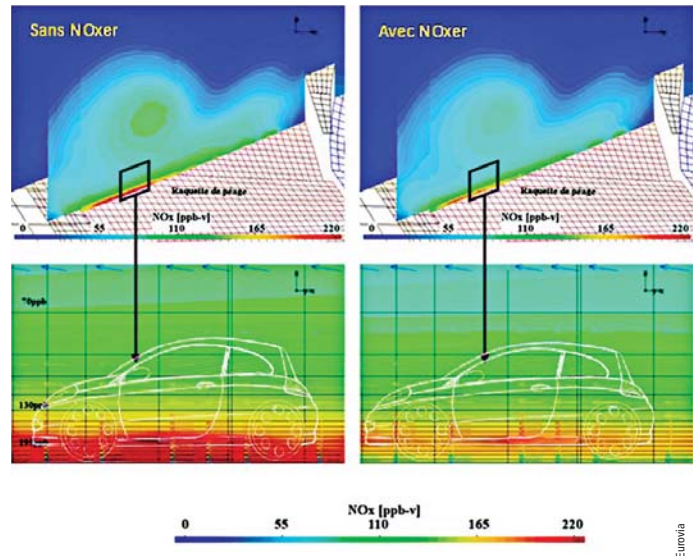 Sans NOxer
Avec NOxer
Raquette de péage
NOx [ppb-v]
0 55 110 165 220
Raquette de péage
NOx [ppb-v]
0 55 110 165 220
70ppb
NOx [ppb-v]
0 55 110 165 220
Eurovia